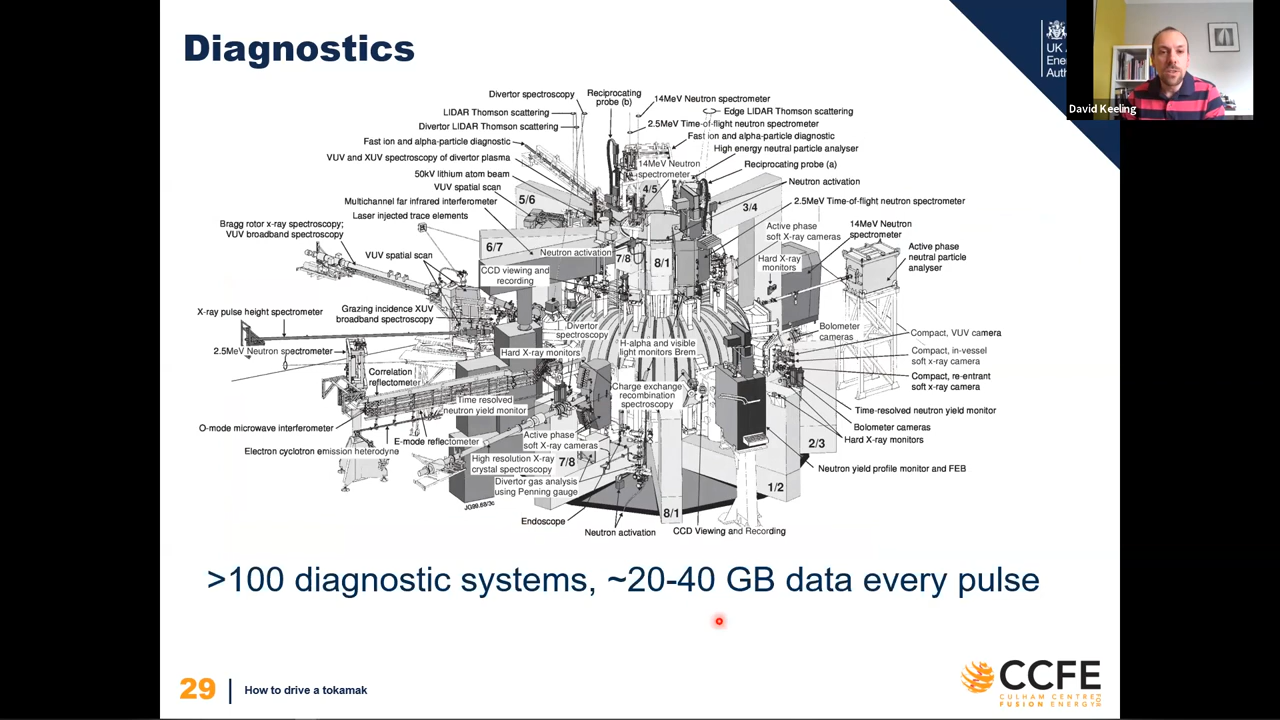 Diagnostics
UK A
Ene
Auth
David Keeling
Divertor spectroscopy
Reciprocating
probe (b)
14MeV Neutron spectrometer
LIDAR Thomson scattering
Edge LIDAR Thomson scattering
Divertor LIDAR Thomson scattering
2.5MeV Time-of-flight neutron spectrometer
Fast ion and alpha-particle diagnostic
Fast ion and alpha-particle diagnostic
High energy neutral particle analyser
VUV and XUV spectroscopy of divertor plasma
14MeV Neutron
spectrometer
Reciprocating probe (a)
50kV lithium atom beam
Neutron activation
VUV spatial scan
4/5
5/6
3/4
Multichannel far infrared interferometer
2.5MeV Time-of-flight neutron spectrometer
Laser injected trace elements
Bragg rotor x-ray spectroscopy;
VUV broadband spectroscopy
Active phase
soft X-ray cameras
14MeV Neutron
spectrometer
6/7
Neutron activation
7/8
8/1
VUV spatial scan
CCD viewing and
recording
Hard X-ray
monitors
Active phase
neutral particle
analyser
X-ray pulse height spectrometer
Grazing incidence XUV
broadband spectroscopy
Divertor
spectroscopy
Bolometer
cameras
Compact, VUV camera
2.5MeV Neutron spectrometer
Hard X-ray monitors
H-alpha and visible
light monitors Brem
Compact, in-vessel
soft x-ray camera
Correlation
reflectometer
Compact, re-entrant
soft x-ray camera
Charge exchange
recombination
spectroscopy
Time resolved
neutron yield monitor
Time-resolved neutron yield monitor
O-mode microwave interferometer
Bolometer cameras
E-mode reflectometer
Active phase
soft X-ray cameras
Hard X-ray monitors
2/3
Electron cyclotron emission heterodyne
High resolution X-ray
crystal spectroscopy
7/8
Neutron yield profile monitor and FEB
Divertor gas analysis
using Penning gauge
1/2
JG99.69/3c
8/1
Endoscope
Neutron activation
CCD Viewing and Recording
>100 diagnostic systems, ~20-40 GB data every pulse
29
How to drive a tokamak
CCFE
CULHAM CENTRE
FOR
FUSION ENERGY